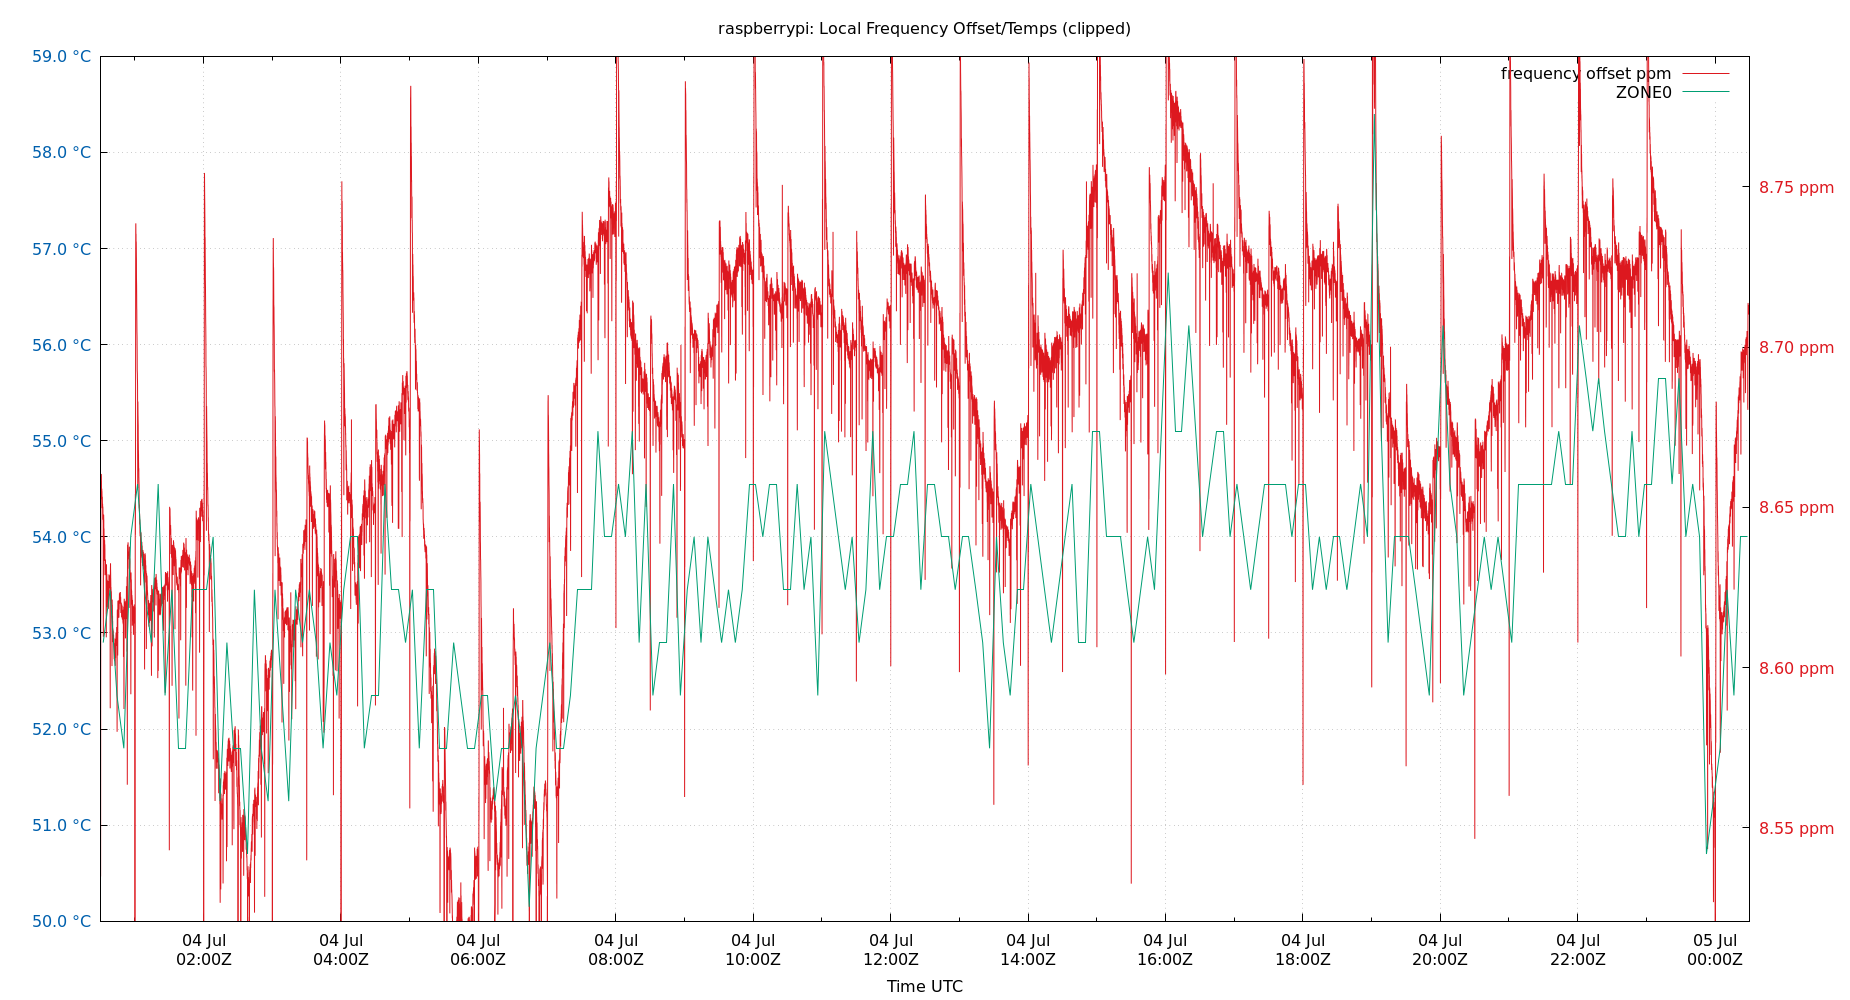 raspberrypi: Local Frequency Offset/Temps (clipped)
frequency offset ppm
ZONE0
59.0 °C
58.0 °C
57.0 °C
56.0 °C
55.0 °C
54.0 °C
53.0 °C
52.0 °C
51.0 °C
50.0 °C
8.75 ppm
8.70 ppm
8.65 ppm
8.60 ppm
8.55 ppm
04 Jul 04 Jul 04 Jul 04 Jul 04 Jul 04 Jul 04 Jul 04 Jul 04 Jul 04 Jul 04 Jul 05 Jul
02:00Z 04:00Z 06:00Z 08:00Z 10:00Z 12:00Z 14:00Z 16:00Z 18:00Z 20:00Z 22:00Z 00:00Z
Time UTC